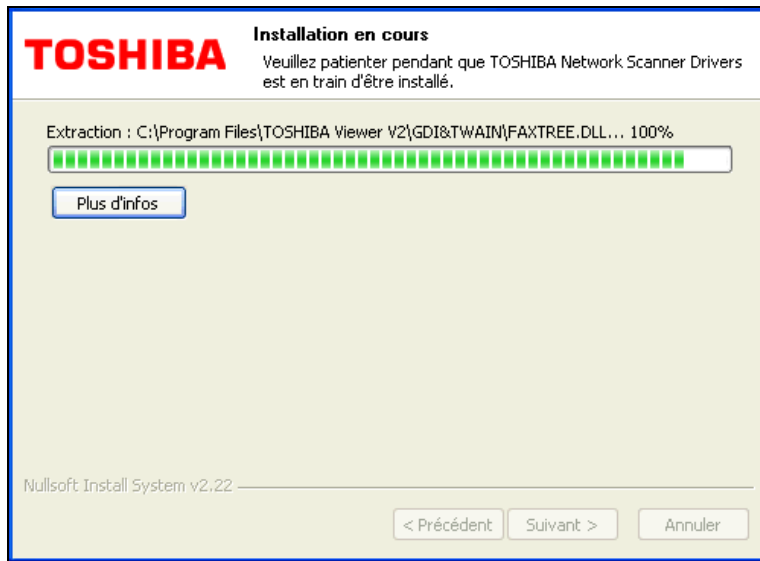 TOSHIBA
Installation en cours
Veuillez patienter pendant que TOSHIBA Network Scanner Drivers
est en train d'être installé.
Extraction : C:\Program Files\TOSHIBA Viewer V2\GDI&TWAIN\FAXTREE.DLL... 100%
Plus d'infos
Nullsoft Install System v2.22
< Précédent
Suivant >
Annuler